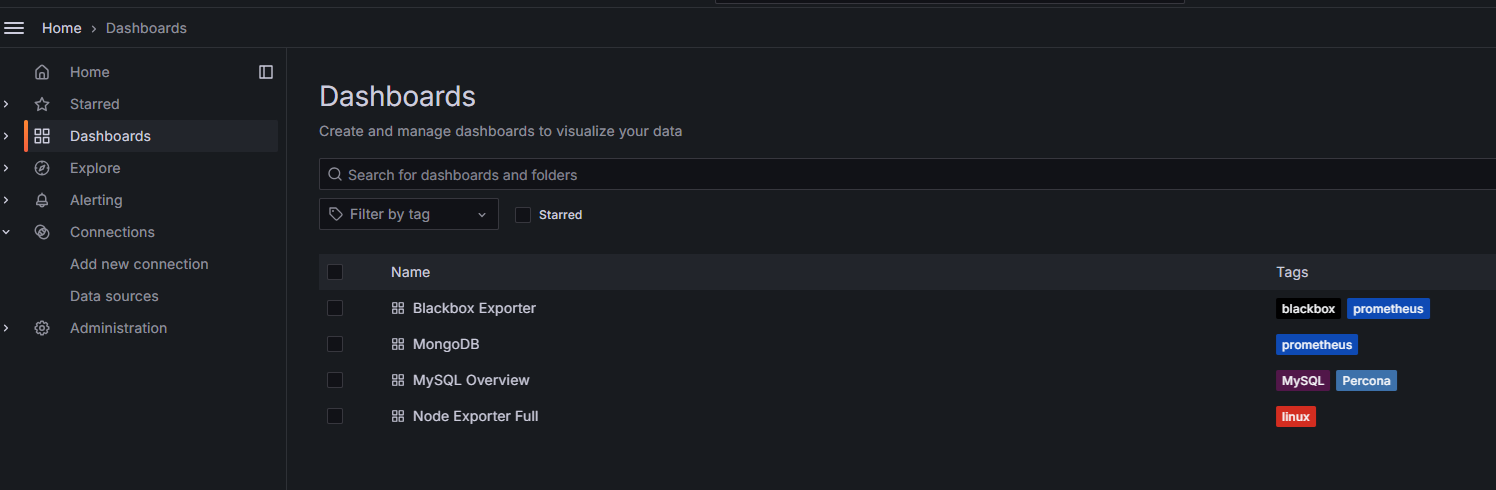 Home › Dashboards
Home
Starred
Dashboards
Explore
Alerting
Connections
Add new connection
Data sources
Administration
Dashboards
Create and manage dashboards to visualize your data
Search for dashboards and folders
Filter by tag Starred
Name Tags
Blackbox Exporter blackbox prometheus
MongoDB prometheus
MySQL Overview MySQL Percona
Node Exporter Full linux